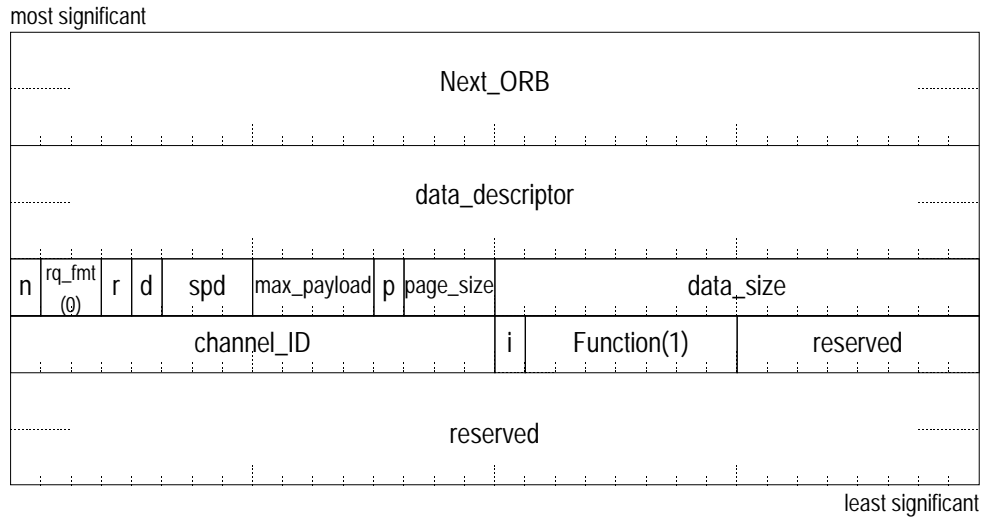 most significant
Next_ORB
data_descriptor
n rq_fmt (0) r d spd max_payload p page_size data_size
channel_ID i Function(1) reserved
reserved
least significant